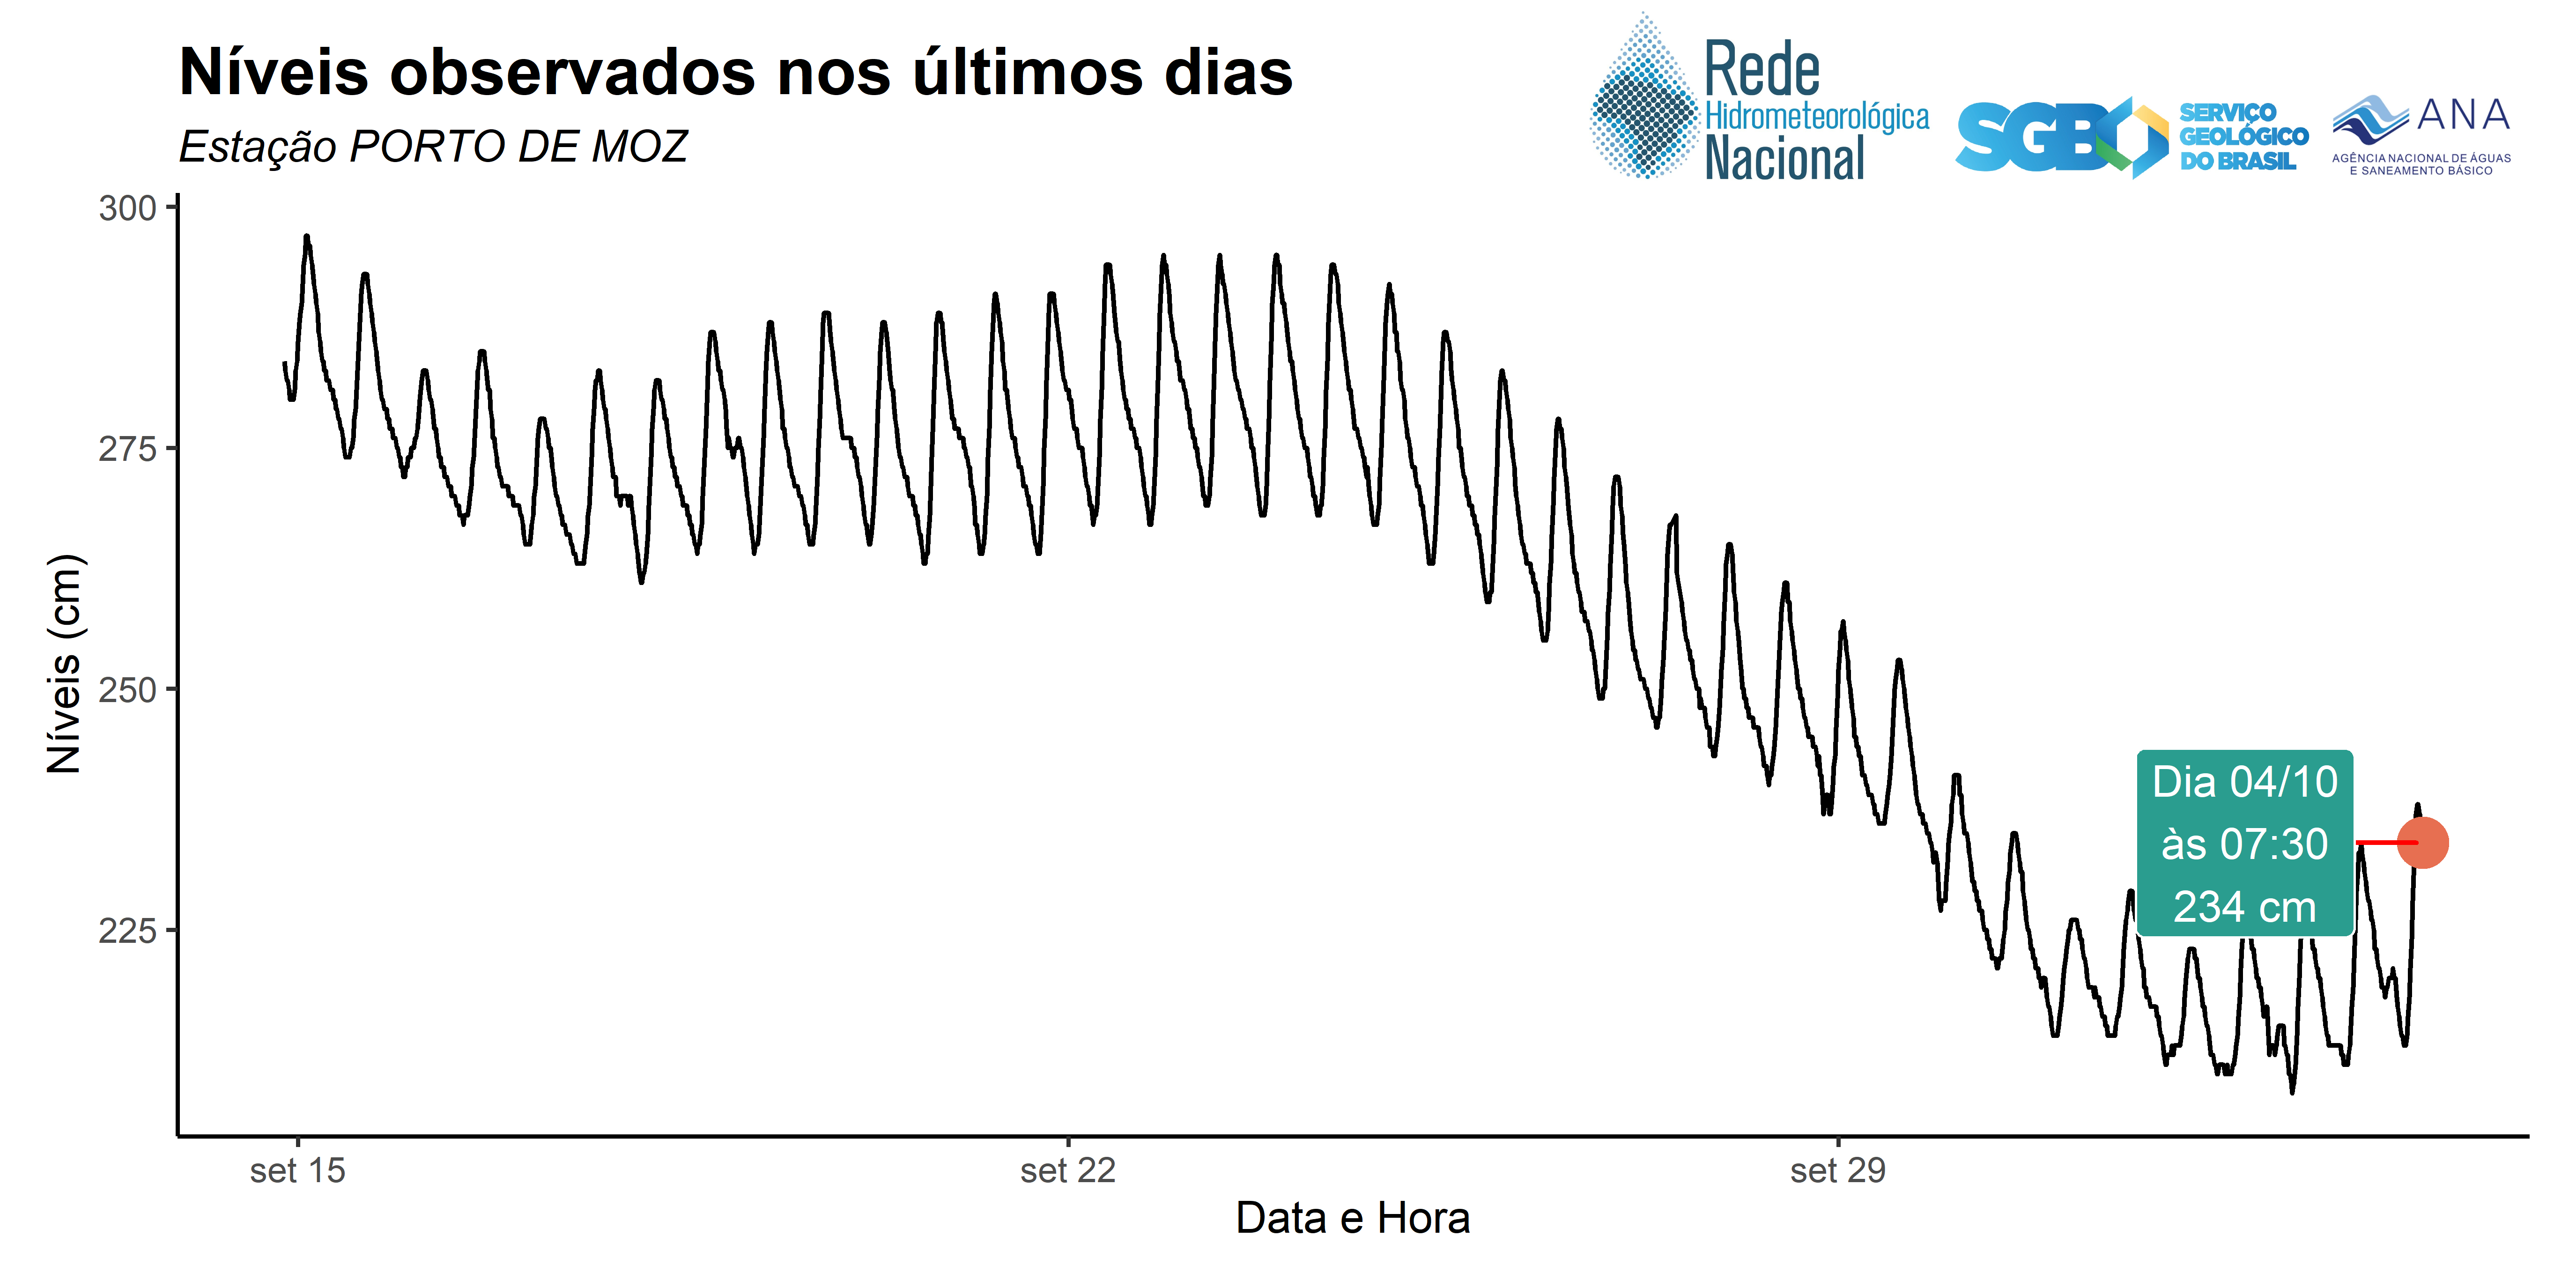 Níveis observados nos últimos dias
Estação PORTO DE MOZ
Rede
Hidrometeorológica
Nacional
SGB
SERVIÇO
GEOLÓGICO
DO BRASIL
ANA
AGÊNCIA NACIONAL DE ÁGUAS
E SANEAMENTO BÁSICO
300
275
250
225
Níveis (cm)
Dia 04/10
às 07:30
234 cm
set 15
set 22
set 29
Data e Hora